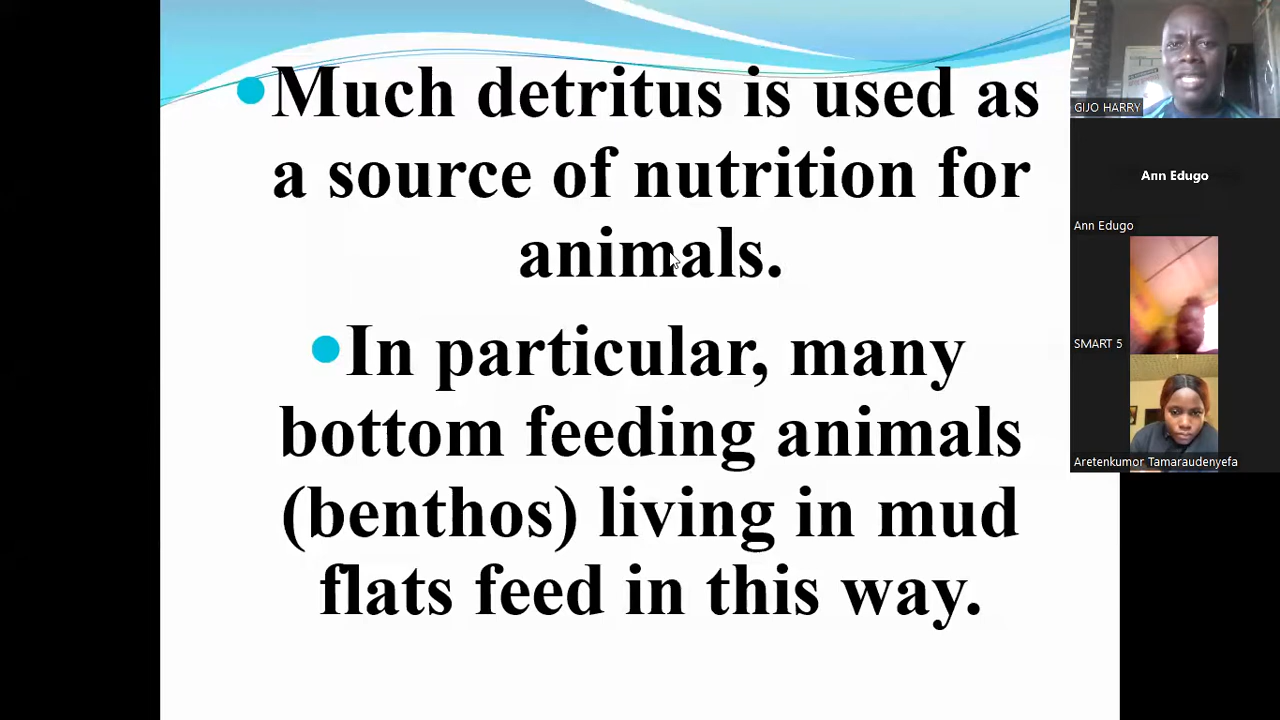 Much detritus is used as
a source of nutrition for
animals.
In particular, many
bottom feeding animals
(benthos) living in mud
flats feed in this way.
GIJO HARRY
Ann Edugo
Ann Edugo
SMART 5
Aretenkumor Tamaraudenyefa